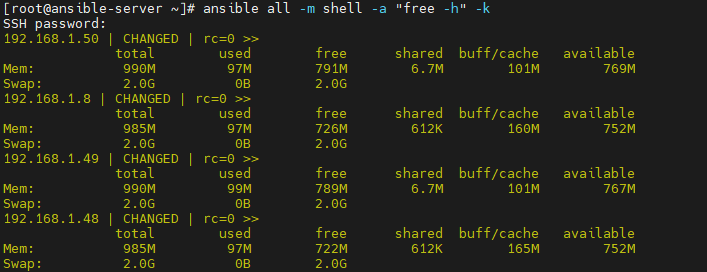 [root@ansible-server ~]# ansible all -m shell -a "free -h" -k
SSH password:
192.168.1.50 | CHANGED | rc=0 >>
              total        used        free      shared  buff/cache   available
Mem:           990M         97M        791M        6.7M        101M        769M
Swap:          2.0G          0B        2.0G
192.168.1.8 | CHANGED | rc=0 >>
              total        used        free      shared  buff/cache   available
Mem:           985M         97M        726M        612K        160M        752M
Swap:          2.0G          0B        2.0G
192.168.1.49 | CHANGED | rc=0 >>
              total        used        free      shared  buff/cache   available
Mem:           990M         99M        789M        6.7M        101M        767M
Swap:          2.0G          0B        2.0G
192.168.1.48 | CHANGED | rc=0 >>
              total        used        free      shared  buff/cache   available
Mem:           985M         97M        722M        612K        165M        752M
Swap:          2.0G          0B        2.0G